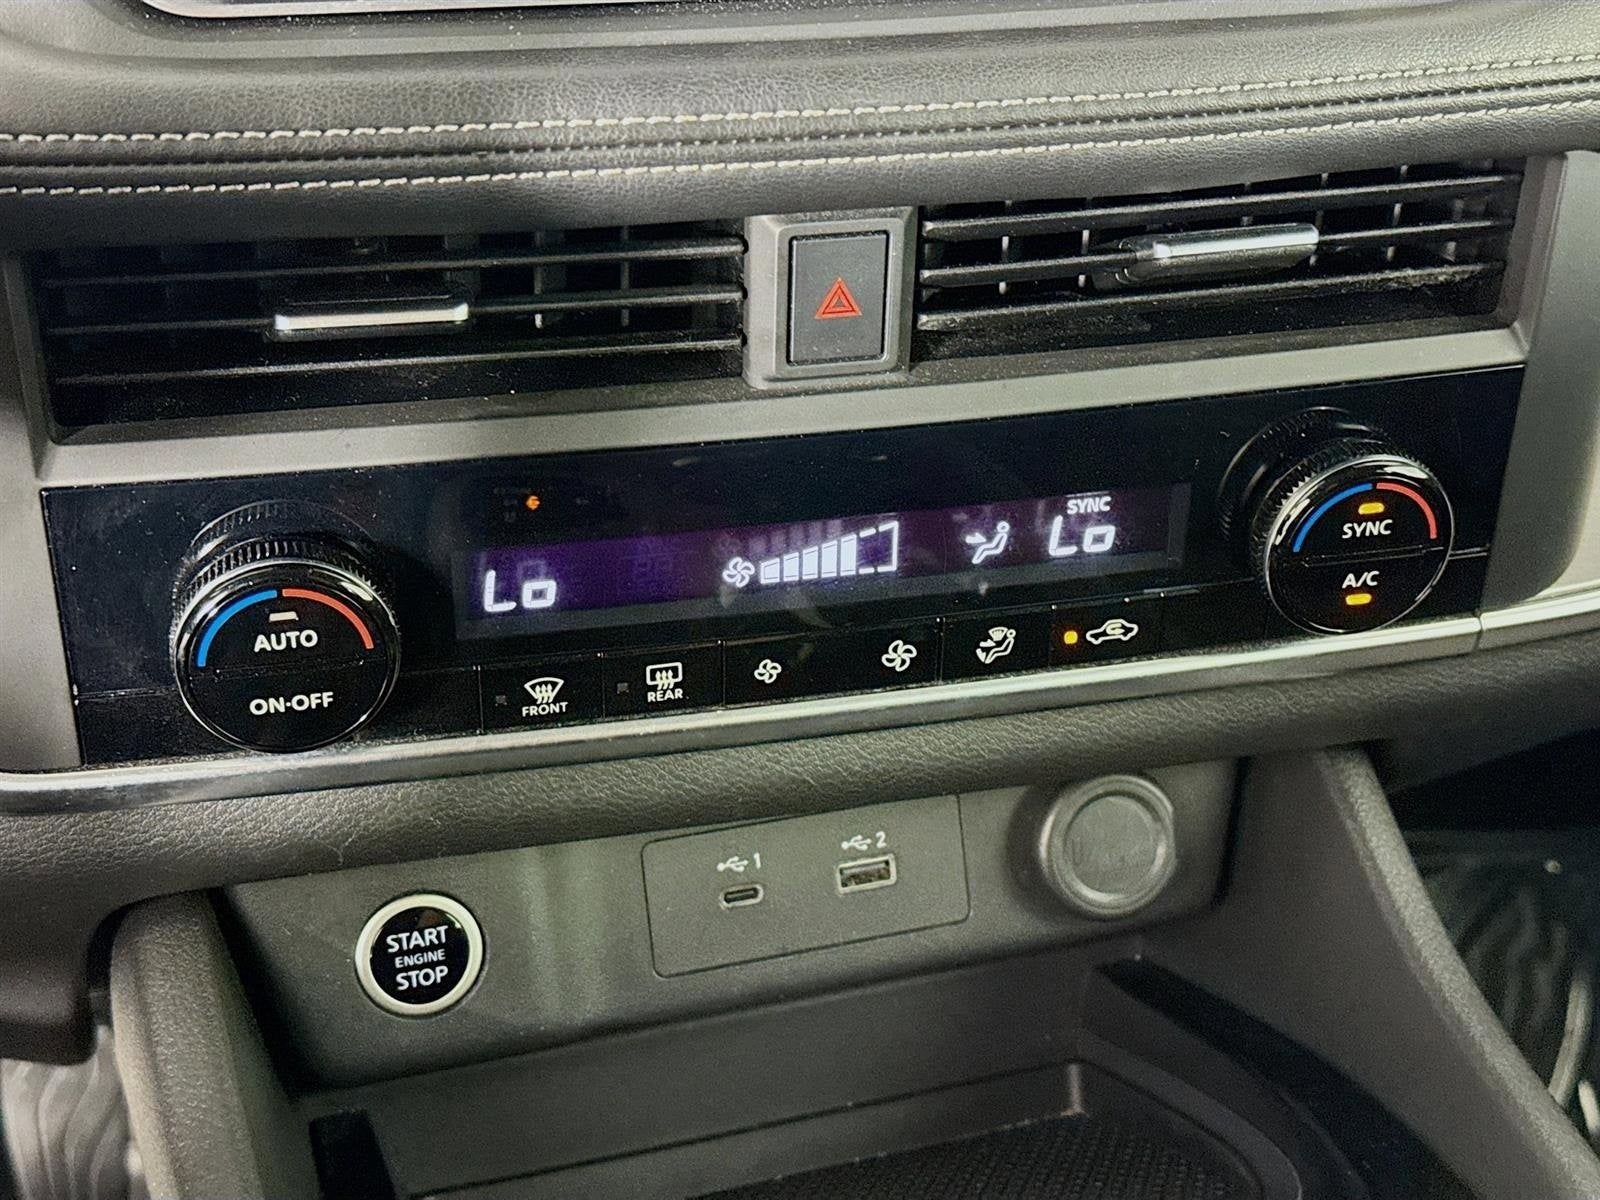 SYNC
Lo
Lo
SYNC
A/C
AUTO
ON·OFF
FRONT
REAR
1
2
START
ENGINE
STOP